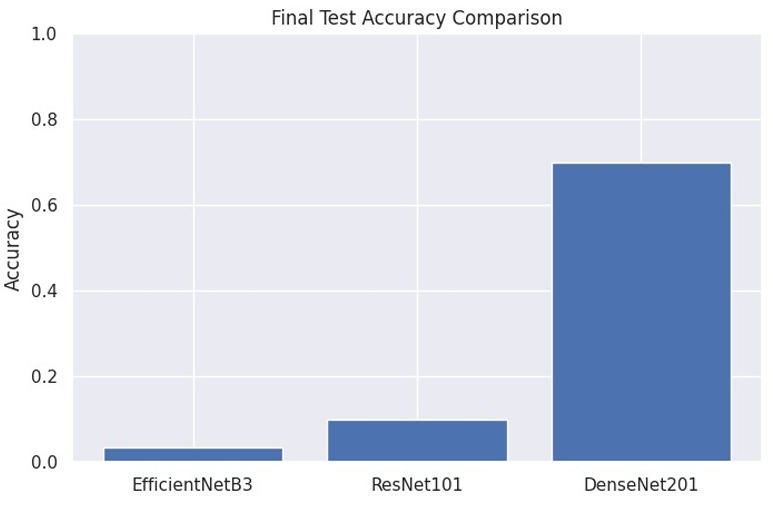 Final Test Accuracy Comparison
1.0
0.8
0.6
0.4
0.2
0.0
Accuracy
EfficientNetB3 ResNet101 DenseNet201